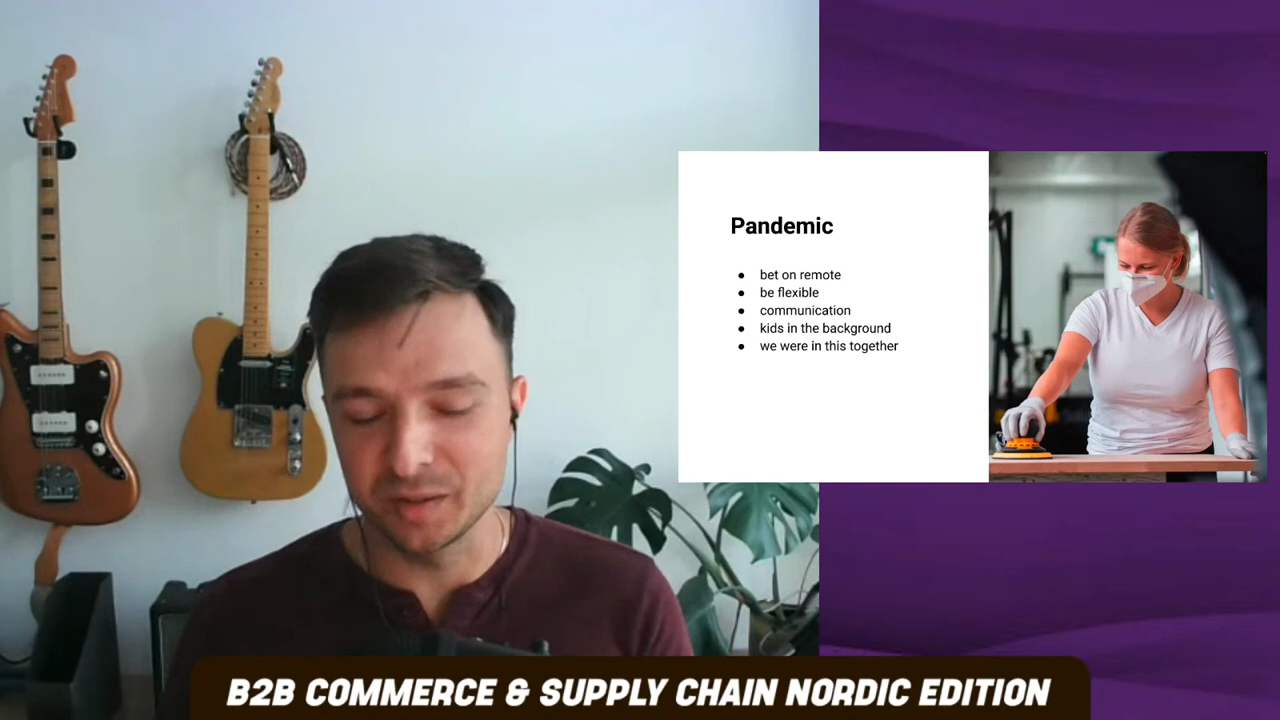 Pandemic
● bet on remote
● be flexible
● communication
● kids in the background
● we were in this together
B2B COMMERCE & SUPPLY CHAIN NORDIC EDITION